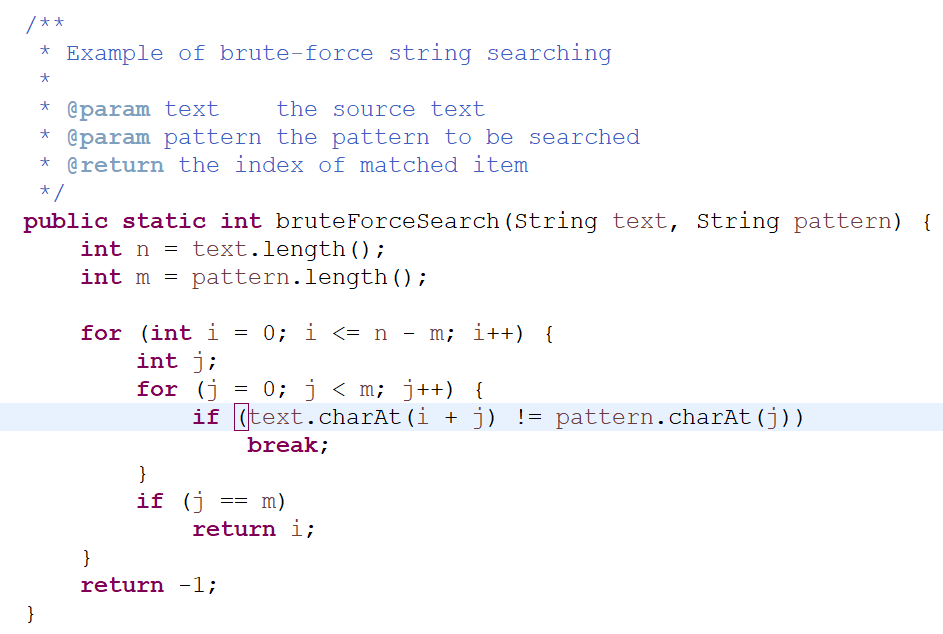 /**
 * Example of brute-force string searching
 *
 * @param text    the source text
 * @param pattern the pattern to be searched
 * @return the index of matched item
 */
public static int bruteForceSearch(String text, String pattern) {
    int n = text.length();
    int m = pattern.length();

    for (int i = 0; i <= n - m; i++) {
        int j;
        for (j = 0; j < m; j++) {
            if (text.charAt(i + j) != pattern.charAt(j))
                break;
        }
        if (j == m)
            return i;
    }
    return -1;
}